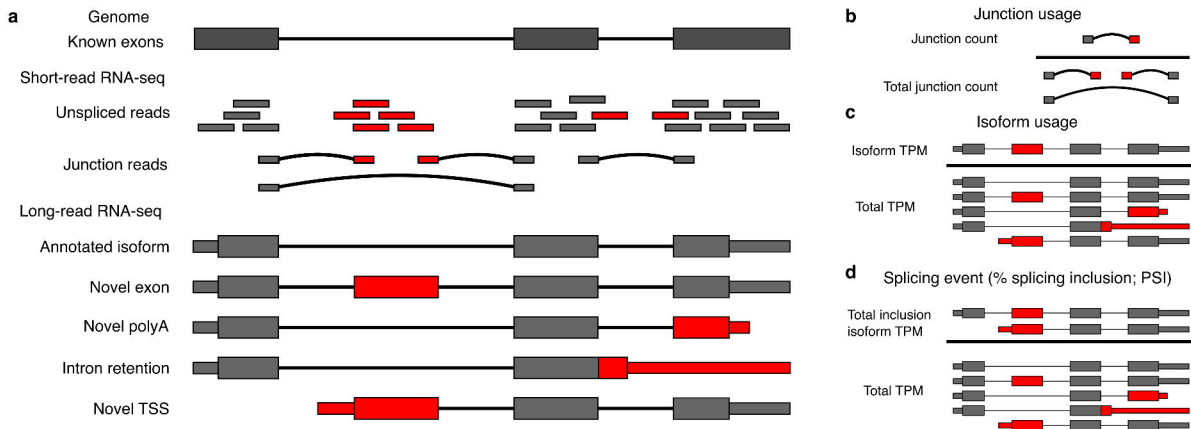 a
Genome
Known exons
Short-read RNA-seq
Unspliced reads
Junction reads
Long-read RNA-seq
Annotated isoform
Novel exon
Novel polyA
Intron retention
Novel TSS
b
Junction usage
Junction count
Total junction count
c
Isoform usage
Isoform TPM
Total TPM
d
Splicing event (% splicing inclusion; PSI)
Total inclusion
isoform TPM
Total TPM